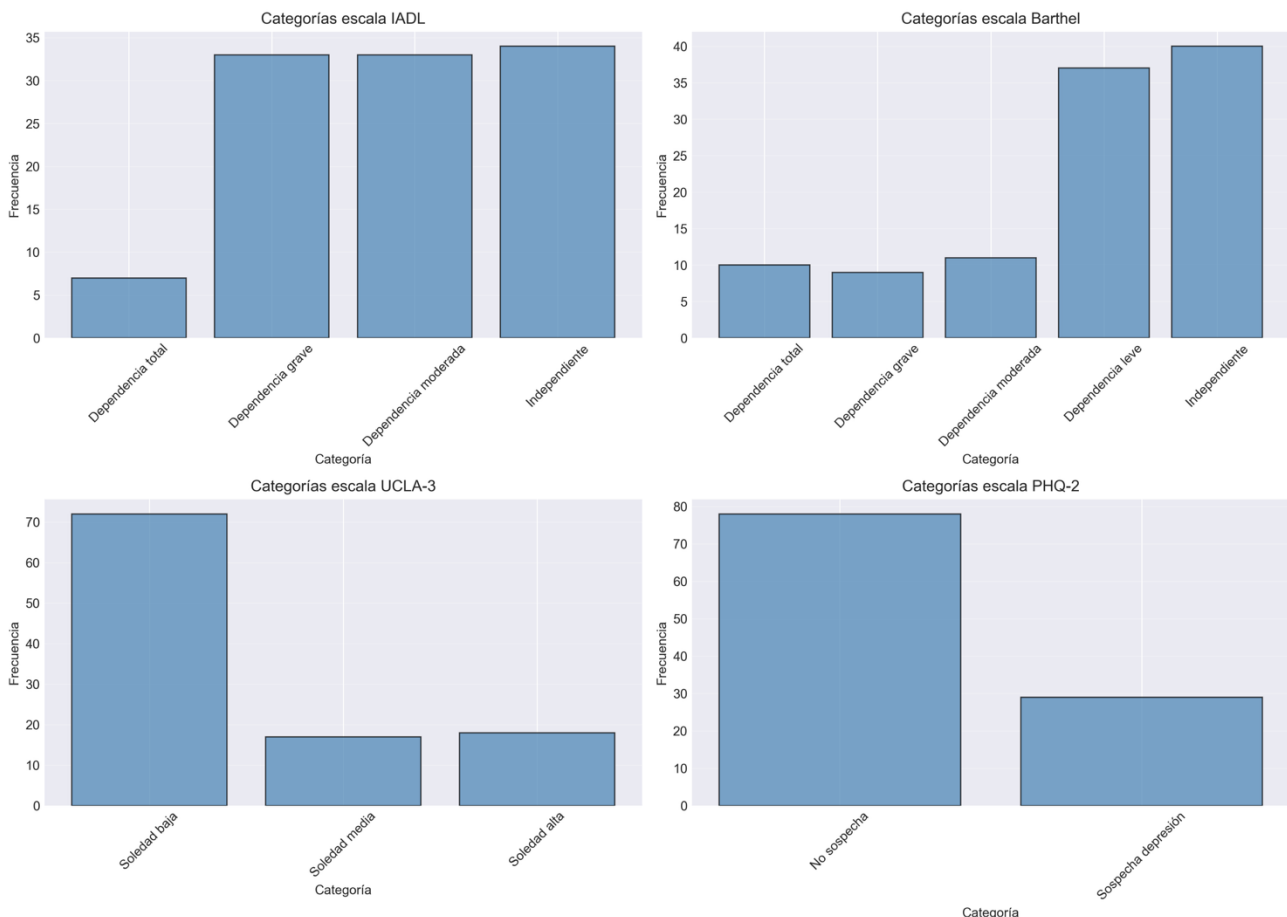 Categorías escala IADL
35
30
25
20
15
10
5
0
Frecuencia
Dependencia total
Dependencia grave
Dependencia moderada
Independiente
Categoría
Categorías escala Barthel
40
35
30
25
20
15
10
5
0
Frecuencia
Dependencia total
Dependencia grave
Dependencia moderada
Dependencia leve
Independiente
Categoría
Categorías escala UCLA-3
70
60
50
40
30
20
10
0
Frecuencia
Soledad baja
Soledad media
Soledad alta
Categoría
Categorías escala PHQ-2
80
70
60
50
40
30
20
10
0
Frecuencia
No sospecha
Sospecha depresión
Categoría